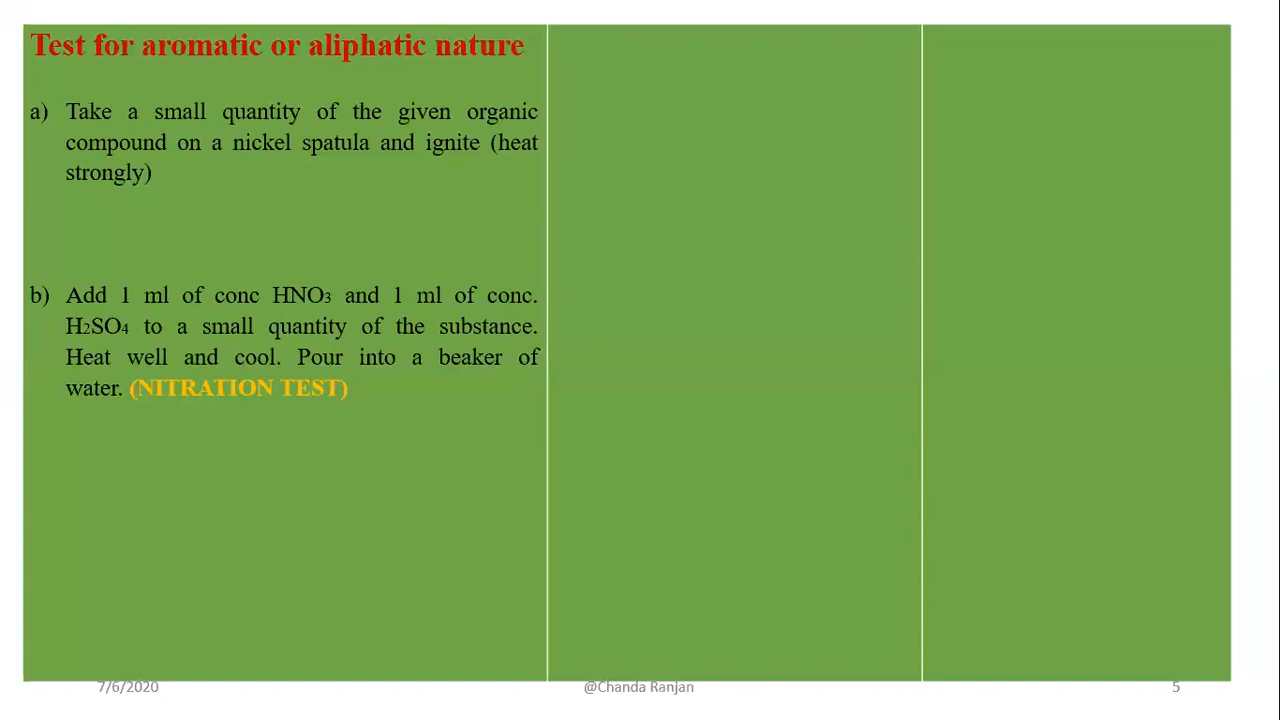 Test for aromatic or aliphatic nature
a) Take a small quantity of the given organic
compound on a nickel spatula and ignite (heat
strongly)
b) Add 1 ml of conc HNO₃ and 1 ml of conc.
H₂SO₄ to a small quantity of the substance.
Heat well and cool. Pour into a beaker of
water. (NITRATION TEST)
7/6/2020
@Chanda Ranjan
5